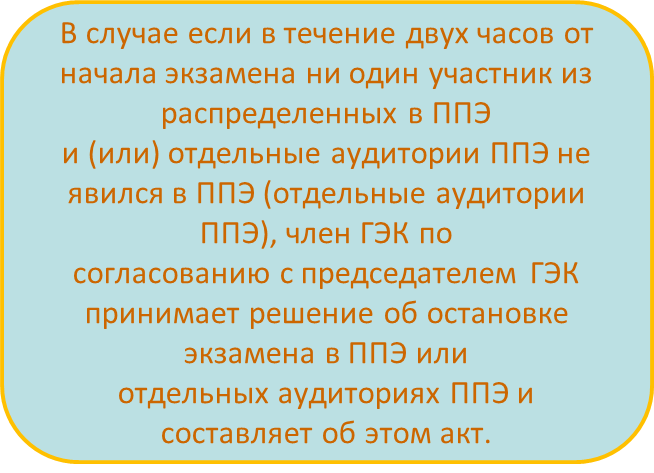 В случае если в течение двух часов от
начала экзамена ни один участник из
распределенных в ППЭ
и (или) отдельные аудитории ППЭ не
явился в ППЭ (отдельные аудитории
ППЭ), член ГЭК по
согласованию с председателем ГЭК
принимает решение об остановке
экзамена в ППЭ или
отдельных аудиториях ППЭ и
составляет об этом акт.